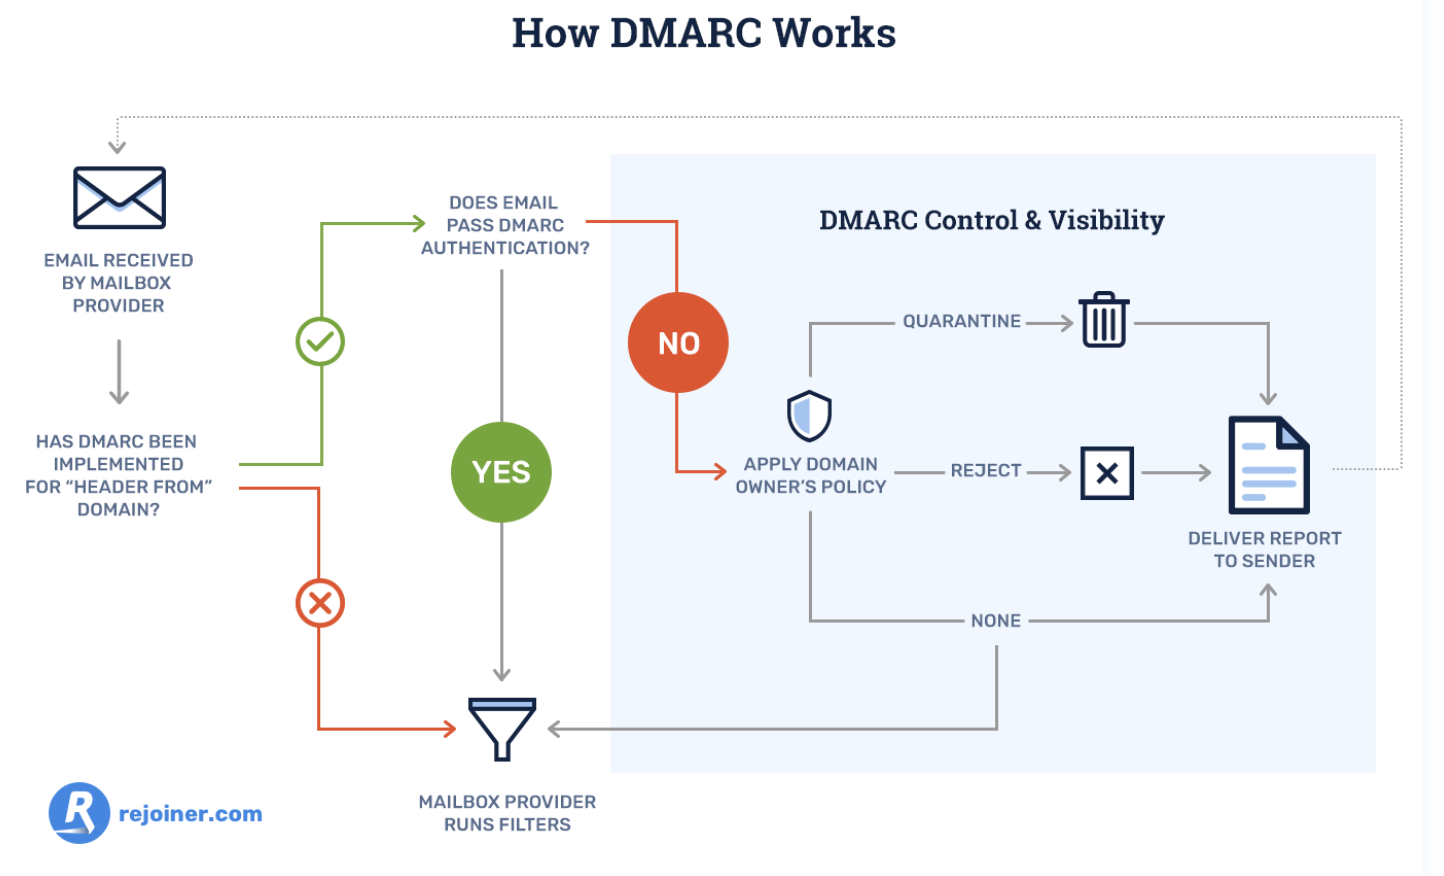 How DMARC Works
EMAIL RECEIVED
BY MAILBOX
PROVIDER
HAS DMARC BEEN
IMPLEMENTED
FOR “HEADER FROM”
DOMAIN?
DOES EMAIL
PASS DMARC
AUTHENTICATION?
YES
NO
MAILBOX PROVIDER
RUNS FILTERS
DMARC Control & Visibility
APPLY DOMAIN
OWNER’S POLICY
QUARANTINE
REJECT
NONE
DELIVER REPORT
TO SENDER
R rejoiner.com